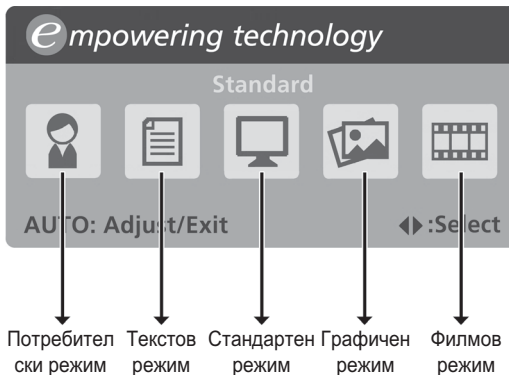 empowering technology
Standard
AUTO: Adjust/Exit
:Select
Потребител Текстов Стандартен Графичен Филмов
ски режим режим режим режим режим